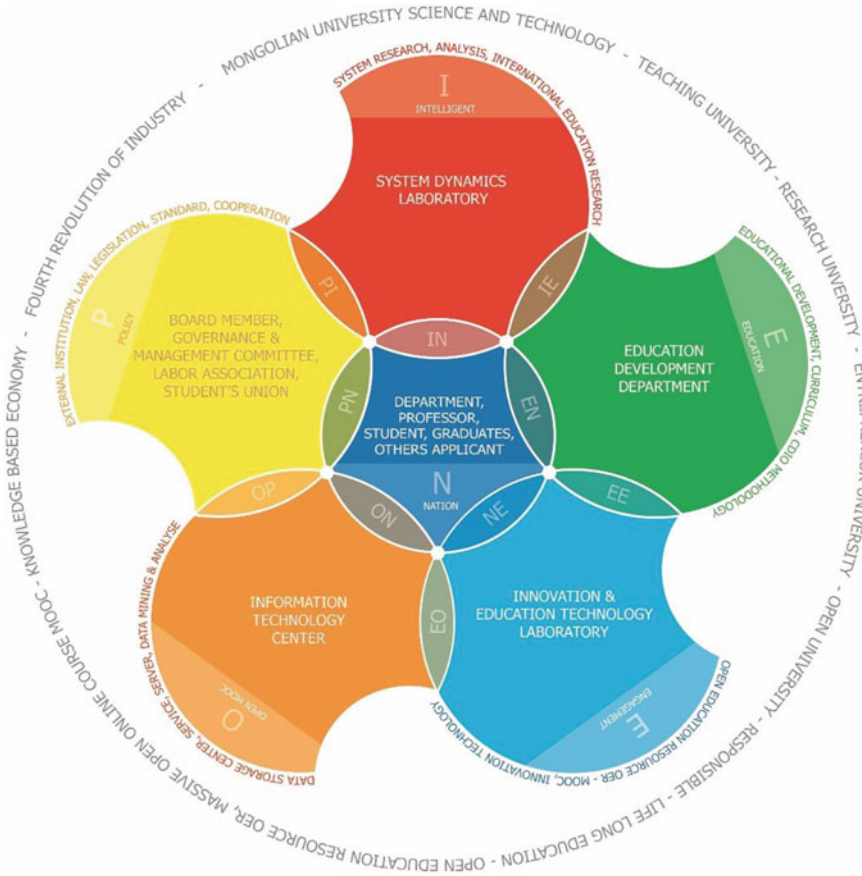 MONGOLIAN UNIVERSITY SCIENCE AND TECHNOLOGY - TEACHING UNIVERSITY - RESEARCH UNIVERSITY - ENTREPRENEUR UNIVERSITY - OPEN UNIVERSITY - RESPONSIBLE - LIFE LONG EDUCATION - OPEN EDUCATION RESOURCE OER, MASSIVE OPEN ONLINE COURSE MOOC - KNOWLEDGE BASED ECONOMY - FOURTH REVOLUTION OF INDUSTRY -
SYSTEM RESEARCH, ANALYSIS, INTERNATIONAL EDUCATION RESEARCH
I
INTELLIGENT
SYSTEM DYNAMICS
LABORATORY
EDUCATIONAL DEVELOPMENT, CURRICULUM, CDIO METHODOLOGY
E
EDUCATION
EDUCATION
DEVELOPMENT
DEPARTMENT
OPEN EDUCATION RESOURCE OER - MOOC, INNOVATION TECHNOLOGY
E
ENGAGEMENT
INNOVATION &
EDUCATION TECHNOLOGY
LABORATORY
DATA STORAGE CENTER, SERVICE, SERVER, DATA MINING & ANALYSE
O
OPEN MOOC
INFORMATION
TECHNOLOGY
CENTER
EXTERNAL INSTITUTION, LAW, LEGISLATION, STANDARD, COOPERATION
P
POLICY
BOARD MEMBER,
GOVERNANCE &
MANAGEMENT COMMITTEE,
LABOR ASSOCIATION,
STUDENT'S UNION
DEPARTMENT,
PROFESSOR,
STUDENT, GRADUATES,
OTHERS APPLICANT
N
NATION
PI
IE
IN
PN
EN
OP
ON
NE
EE
EO